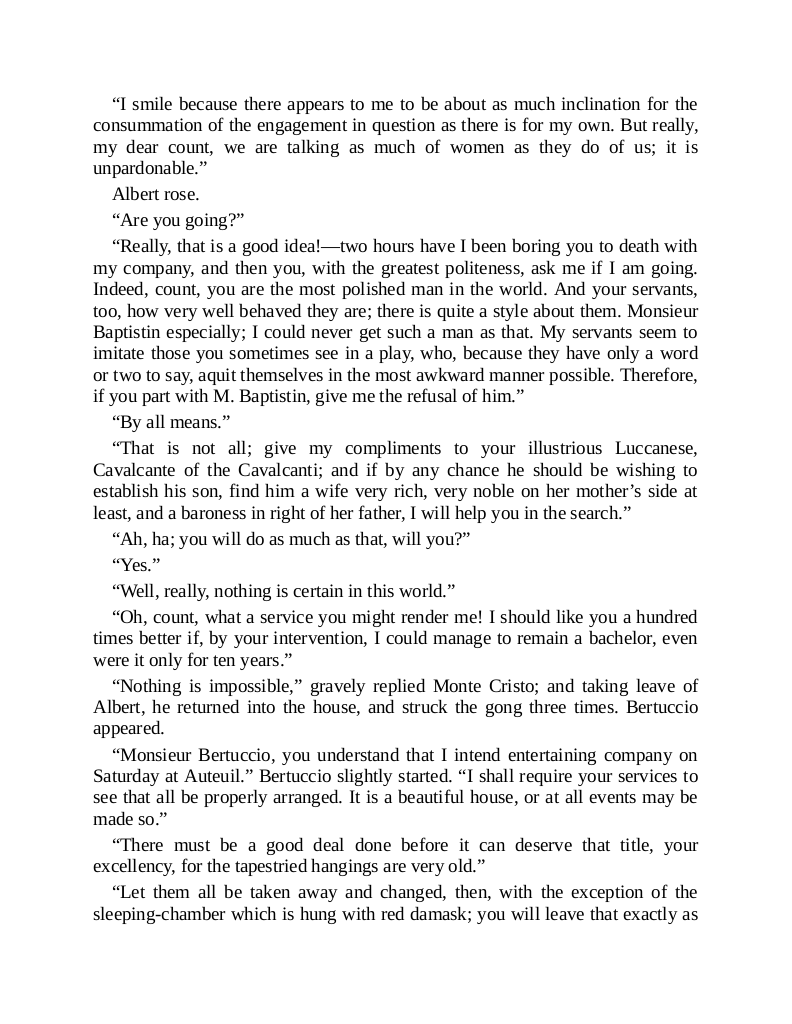 “I smile because there appears to me to be about as much inclination for the
consummation of the engagement in question as there is for my own. But really,
my dear count, we are talking as much of women as they do of us; it is
unpardonable.”
Albert rose.
“Are you going?”
“Really, that is a good idea!—two hours have I been boring you to death with
my company, and then you, with the greatest politeness, ask me if I am going.
Indeed, count, you are the most polished man in the world. And your servants,
too, how very well behaved they are; there is quite a style about them. Monsieur
Baptistin especially; I could never get such a man as that. My servants seem to
imitate those you sometimes see in a play, who, because they have only a word
or two to say, aquit themselves in the most awkward manner possible. Therefore,
if you part with M. Baptistin, give me the refusal of him.”
“By all means.”
“That is not all; give my compliments to your illustrious Luccanese,
Cavalcante of the Cavalcanti; and if by any chance he should be wishing to
establish his son, find him a wife very rich, very noble on her mother’s side at
least, and a baroness in right of her father, I will help you in the search.”
“Ah, ha; you will do as much as that, will you?”
“Yes.”
“Well, really, nothing is certain in this world.”
“Oh, count, what a service you might render me! I should like you a hundred
times better if, by your intervention, I could manage to remain a bachelor, even
were it only for ten years.”
“Nothing is impossible,” gravely replied Monte Cristo; and taking leave of
Albert, he returned into the house, and struck the gong three times. Bertuccio
appeared.
“Monsieur Bertuccio, you understand that I intend entertaining company on
Saturday at Auteuil.” Bertuccio slightly started. “I shall require your services to
see that all be properly arranged. It is a beautiful house, or at all events may be
made so.”
“There must be a good deal done before it can deserve that title, your
excellency, for the tapestried hangings are very old.”
“Let them all be taken away and changed, then, with the exception of the
sleeping-chamber which is hung with red damask; you will leave that exactly as